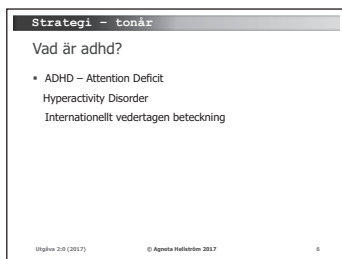 Strategi – tonår
Vad är adhd?
▪ ADHD – Attention Deficit
Hyperactivity Disorder
Internationellt vedertagen beteckning
Utgåva 2:0 (2017) © Agneta Hellström 2017 6